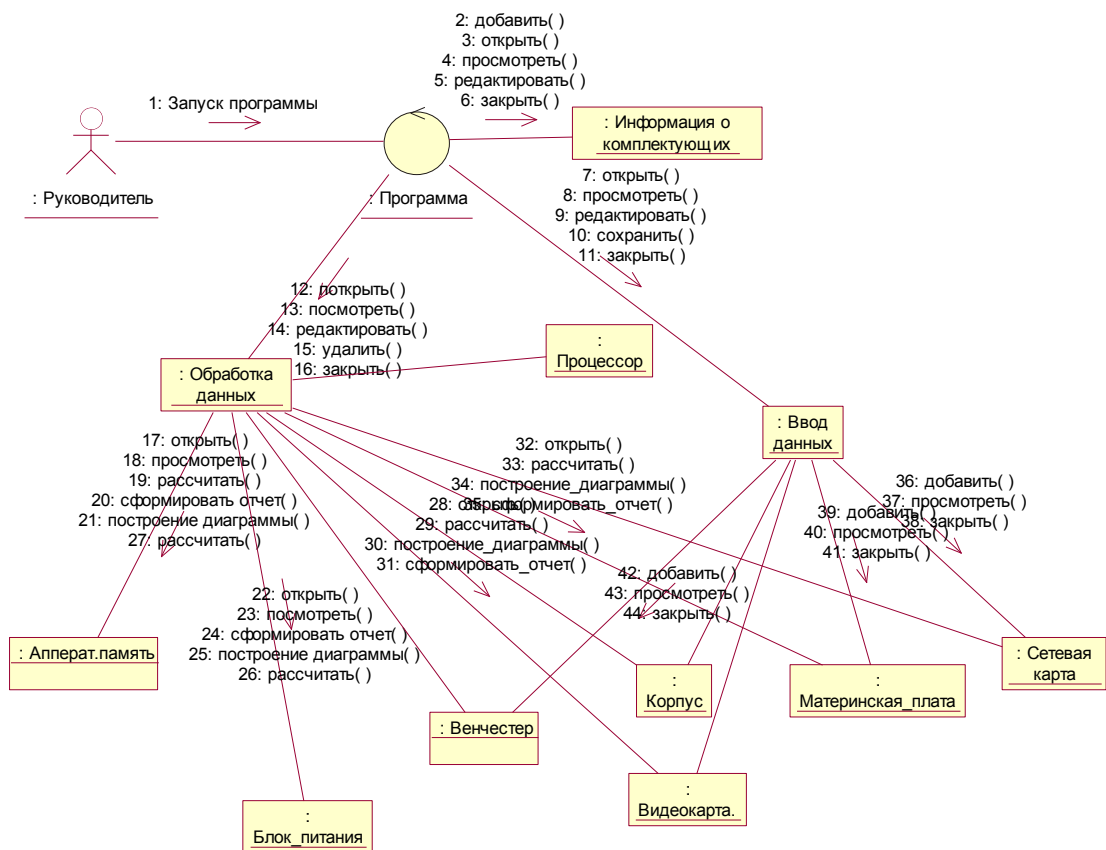 2: добавить( )
3: открыть( )
4: просмотреть( )
5: редактировать( )
6: закрыть( )
1: Запуск программы
: Информация о
комплектующих
: Руководитель
: Программа
7: открыть( )
8: просмотреть( )
9: редактировать( )
10: сохранить( )
11: закрыть( )
12: поткрыть( )
13: посмотреть( )
14: редактировать( )
15: удалить( )
16: закрыть( )
:
Процессор
: Обработка
данных
: Ввод
данных
17: открыть( )
18: просмотреть( )
19: рассчитать( )
20: сформировать отчет( )
21: построение диаграммы( )
27: рассчитать( )
32: открыть( )
33: рассчитать( )
34: построение_диаграммы( )
35: сформировать_отчет( )
28: открыть( )
29: рассчитать( )
30: построение_диаграммы( )
31: сформировать_отчет( )
36: добавить( )
37: просмотреть( )
38: закрыть( )
39: добавить( )
40: просмотреть( )
41: закрыть( )
42: добавить( )
43: просмотреть( )
44: закрыть( )
22: открыть( )
23: посмотреть( )
24: сформировать отчет( )
25: построение диаграммы( )
26: рассчитать( )
: Апперат.память
: Венчестер
:
Корпус
:
Материнская_плата
: Сетевая
карта
:
Видеокарта.
:
Блок_питания